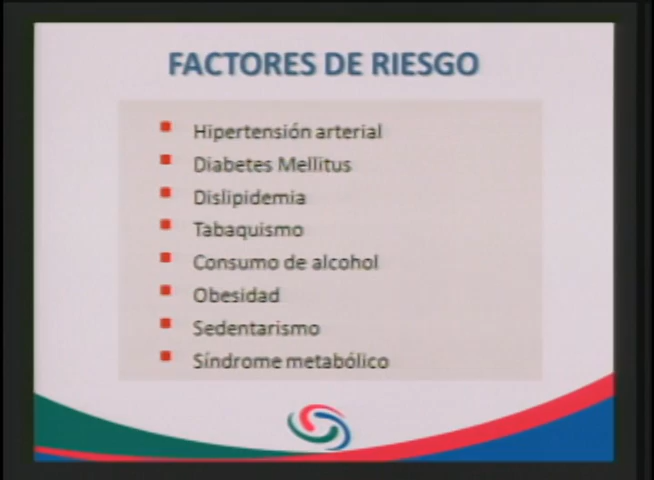 FACTORES DE RIESGO
Hipertensión arterial
Diabetes Mellitus
Dislipidemia
Tabaquismo
Consumo de alcohol
Obesidad
Sedentarismo
Síndrome metabólico